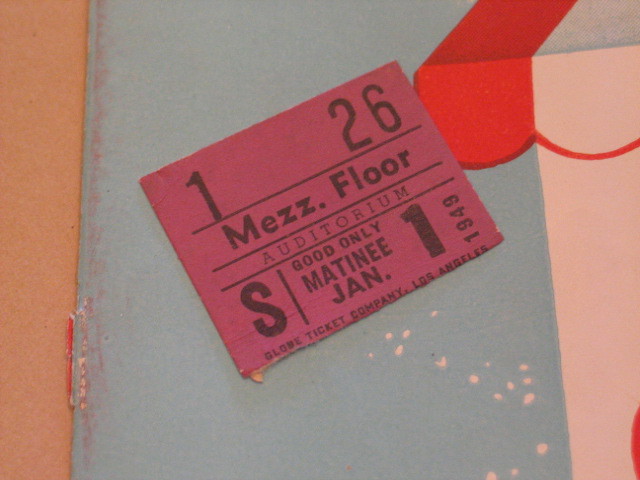 1 26
Mezz. Floor
AUDITORIUM
S GOOD ONLY
MATINEE
JAN. 1 1949
GLOBE TICKET COMPANY, LOS ANGELES